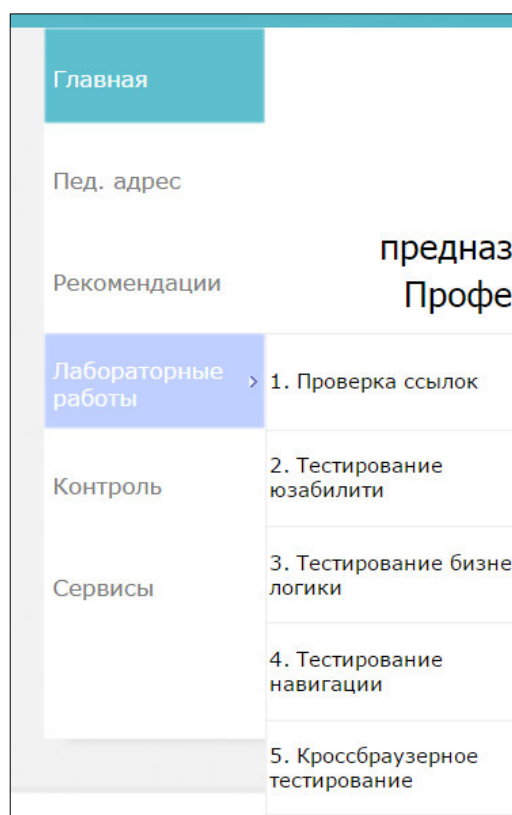 Главная
Пед. адрес
Рекомендации
Лабораторные
работы
Контроль
Сервисы
предназ
Профе
1. Проверка ссылок
2. Тестирование
юзабилити
3. Тестирование бизне
логики
4. Тестирование
навигации
5. Кроссбраузерное
тестирование